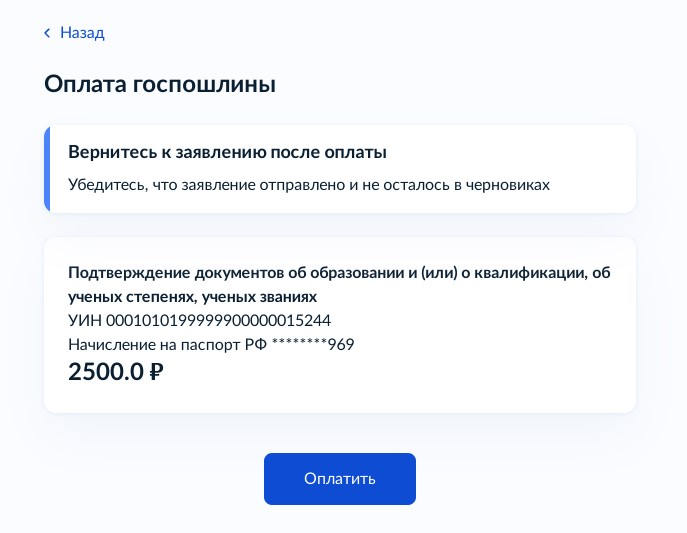 Назад
Оплата госпошлины
Вернитесь к заявлению после оплаты
Убедитесь, что заявление отправлено и не осталось в черновиках
Подтверждение документов об образовании и (или) о квалификации, об
ученых степенях, ученых званиях
УИН 0001010199999900000015244
Начисление на паспорт РФ ********969
2500.0 ₽
Оплатить